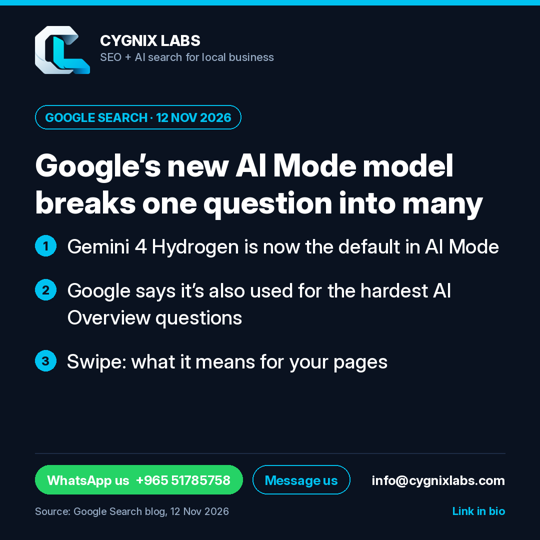 CYGNIX LABS
SEO + AI search for local business
GOOGLE SEARCH · 12 NOV 2026
Google’s new AI Mode model
breaks one question into many
1 Gemini 4 Hydrogen is now the default in AI Mode
2 Google says it’s also used for the hardest AI
Overview questions
3 Swipe: what it means for your pages
WhatsApp us +965 51785758 Message us info@cygnixlabs.com
Source: Google Search blog, 12 Nov 2026 Link in bio